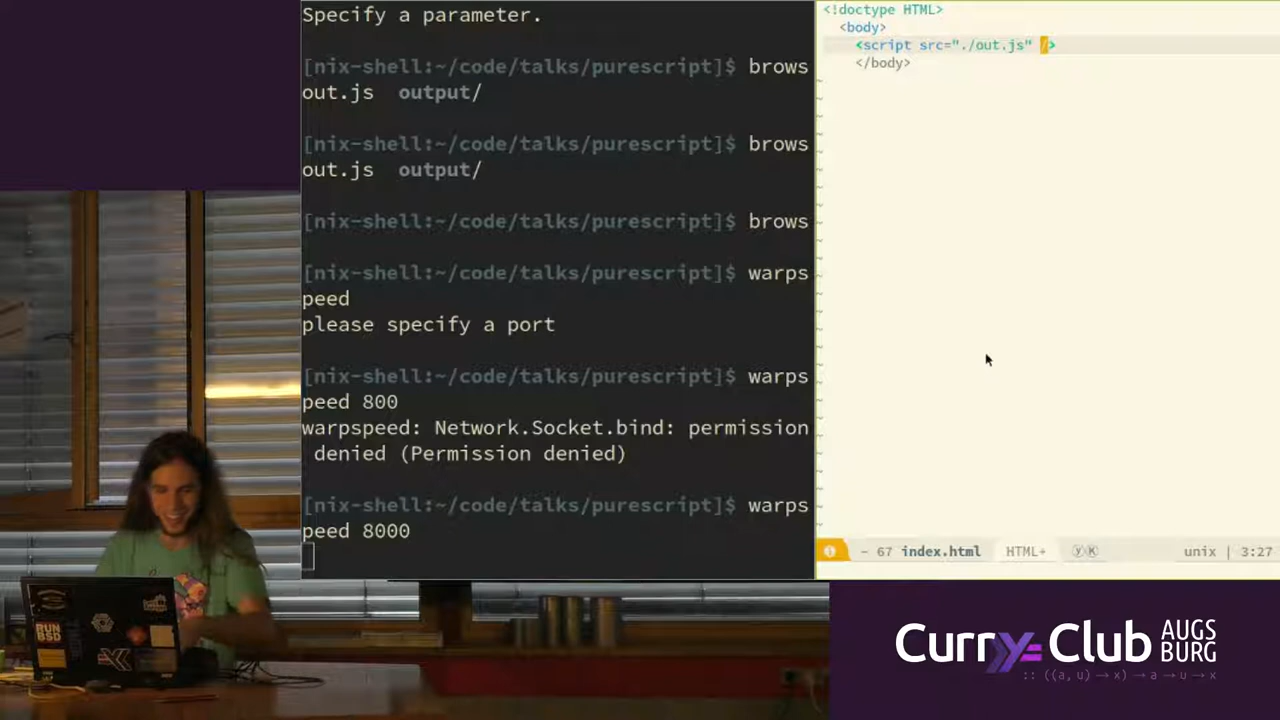 Specify a parameter.
[nix-shell:~/code/talks/purescript]$ brows
out.js output/
[nix-shell:~/code/talks/purescript]$ brows
out.js output/
[nix-shell:~/code/talks/purescript]$ brows
[nix-shell:~/code/talks/purescript]$ warps
peed
please specify a port
[nix-shell:~/code/talks/purescript]$ warps
peed 800
warpspeed: Network.Socket.bind: permission
denied (Permission denied)
[nix-shell:~/code/talks/purescript]$ warps
peed 8000
<!doctype HTML>
<body>
<script src="./out.js" />
</body>
- 67 index.html HTML+ unix | 3:27
RUN
BSD
Curry Club AUGS
BURG
:: ((a, u) → x) → a → u → x